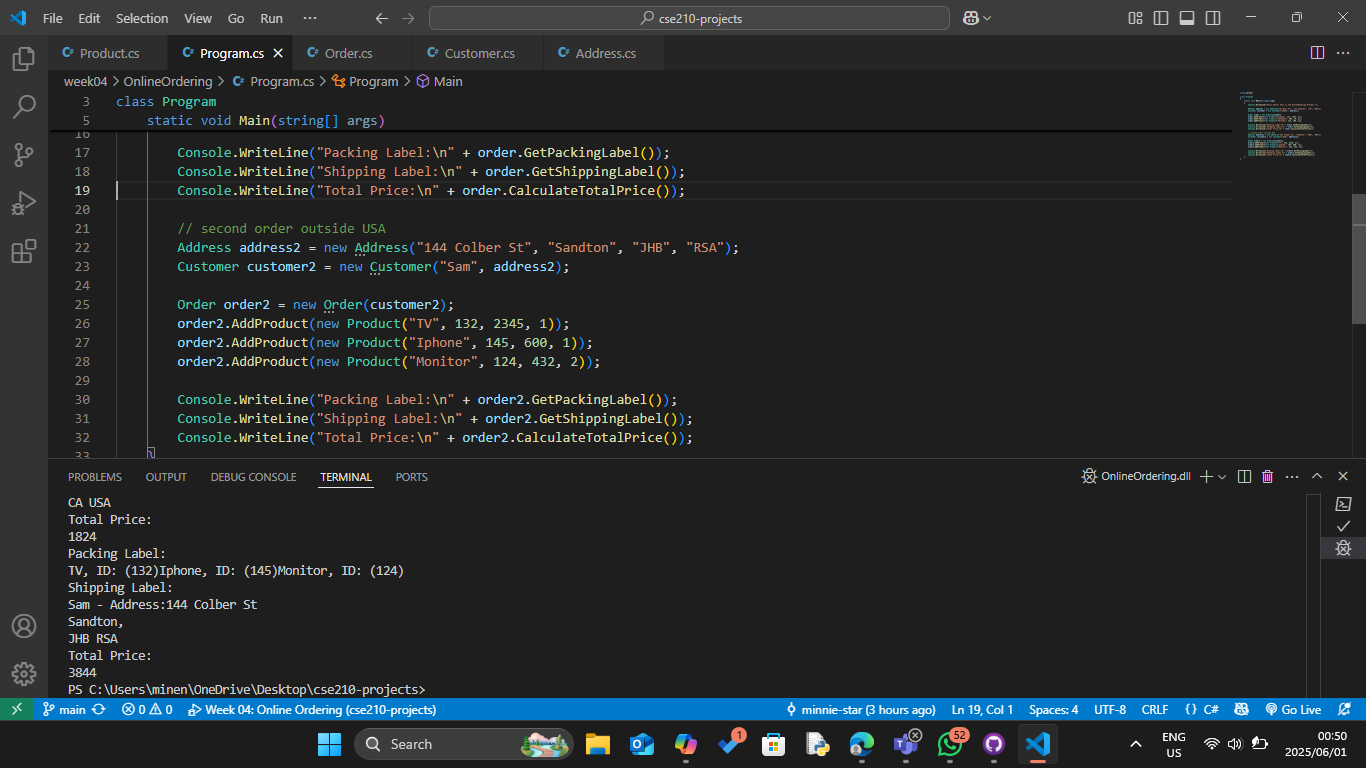 File Edit Selection View Go Run ···
cse210-projects
Product.cs Program.cs Order.cs Customer.cs Address.cs
week04 > OnlineOrdering > Program.cs > Program > Main
3 class Program
5 static void Main(string[] args)
16
17 Console.WriteLine("Packing Label:\n" + order.GetPackingLabel());
18 Console.WriteLine("Shipping Label:\n" + order.GetShippingLabel());
19 Console.WriteLine("Total Price:\n" + order.CalculateTotalPrice());
20
21 // second order outside USA
22 Address address2 = new Address("144 Colber St", "Sandton", "JHB", "RSA");
23 Customer customer2 = new Customer("Sam", address2);
24
25 Order order2 = new Order(customer2);
26 order2.AddProduct(new Product("TV", 132, 2345, 1));
27 order2.AddProduct(new Product("Iphone", 145, 600, 1));
28 order2.AddProduct(new Product("Monitor", 124, 432, 2));
29
30 Console.WriteLine("Packing Label:\n" + order2.GetPackingLabel());
31 Console.WriteLine("Shipping Label:\n" + order2.GetShippingLabel());
32 Console.WriteLine("Total Price:\n" + order2.CalculateTotalPrice());
33 }
PROBLEMS OUTPUT DEBUG CONSOLE TERMINAL PORTS
OnlineOrdering.dll
CA USA
Total Price:
1824
Packing Label:
TV, ID: (132)Iphone, ID: (145)Monitor, ID: (124)
Shipping Label:
Sam - Address:144 Colber St
Sandton,
JHB RSA
Total Price:
3844
PS C:\Users\minen\OneDrive\Desktop\cse210-projects>
main 0 0 Week 04: Online Ordering (cse210-projects) minnie-star (3 hours ago) Ln 19, Col 1 Spaces: 4 UTF-8 CRLF {} C# Go Live
Search
1
52
ENG
US
00:50
2025/06/01